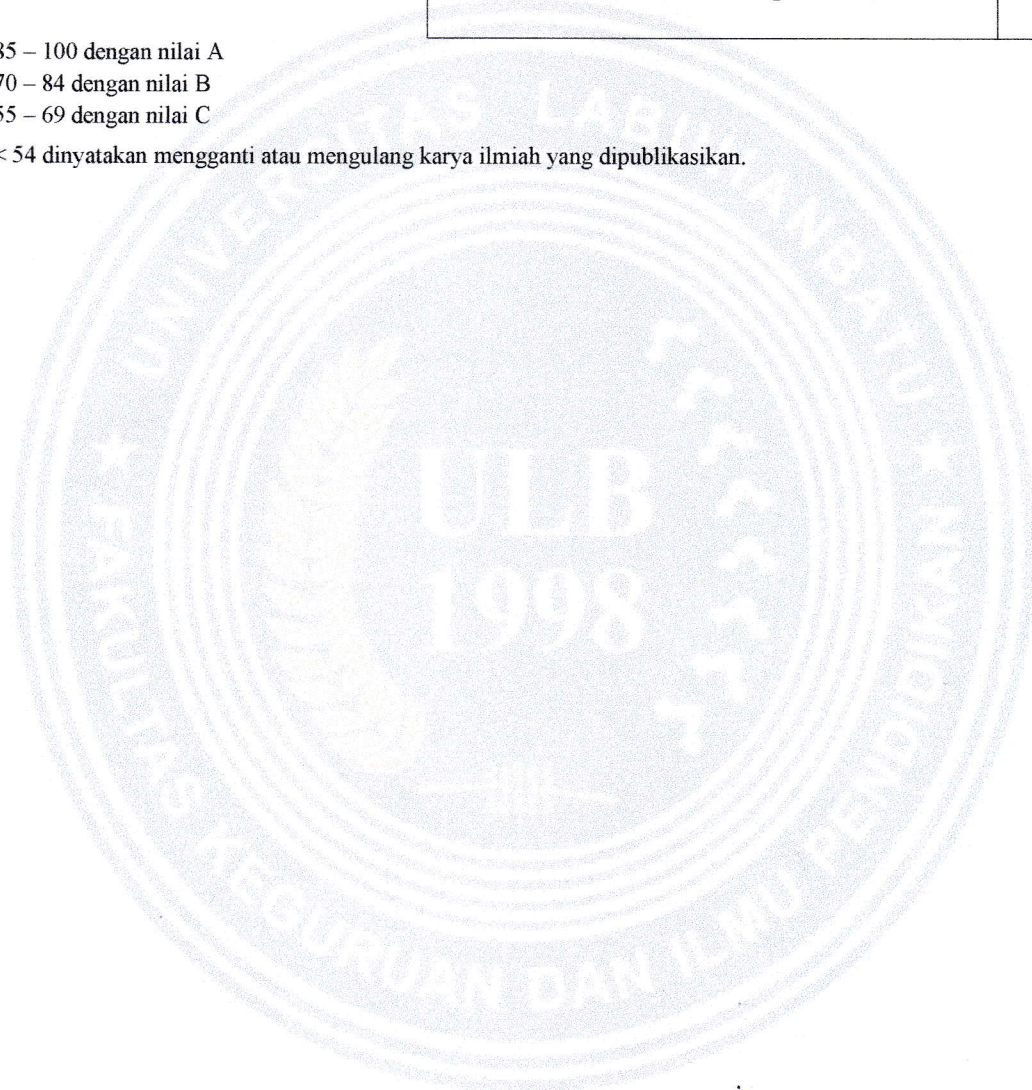 85 – 100 dengan nilai A
70 – 84 dengan nilai B
55 – 69 dengan nilai C
< 54 dinyatakan mengganti atau mengulang karya ilmiah yang dipublikasikan.
UNIVERSITAS LABUHANBATU
ULB
1998
FAKULTAS KEGURUAN DAN ILMU PENDIDIKAN